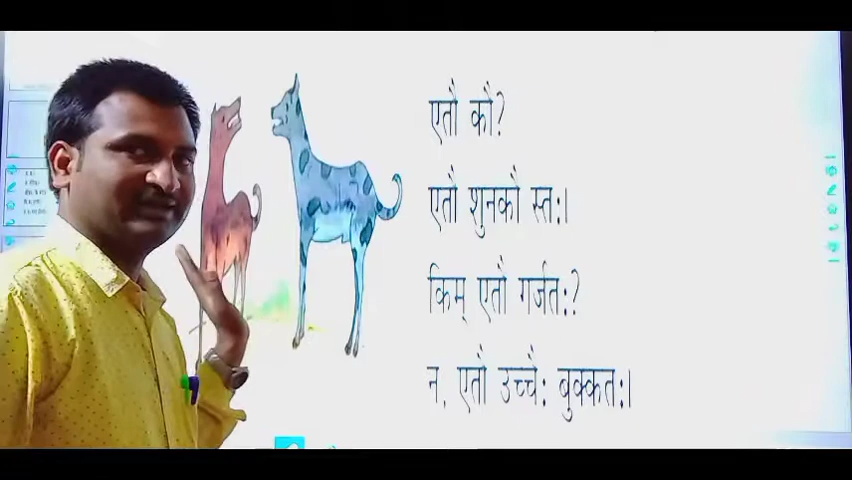 एतौ कौ?
एतौ शुनकौ स्तः।
किम् एतौ गर्जतः?
न, एतौ उच्चैः बुक्कतः।